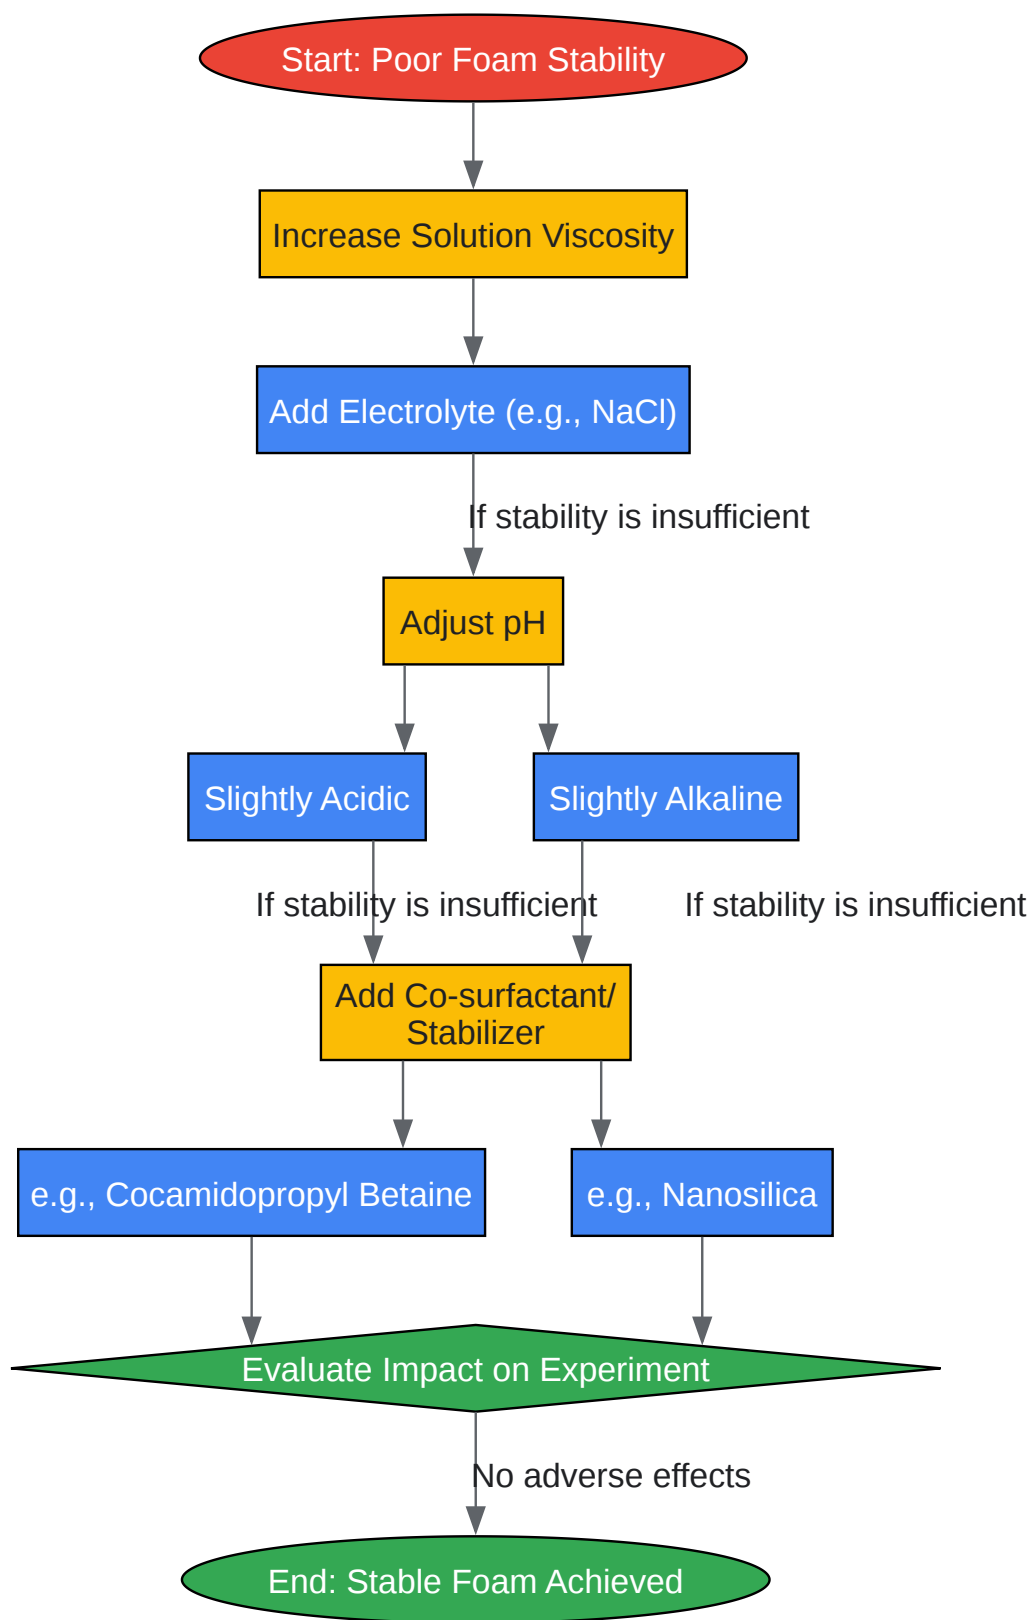 Start: Poor Foam Stability
Increase Solution Viscosity
Add Electrolyte (e.g., NaCl)
If stability is insufficient
Adjust pH
Slightly Acidic
Slightly Alkaline
If stability is insufficient
If stability is insufficient
Add Co-surfactant/
Stabilizer
e.g., Cocamidopropyl Betaine
e.g., Nanosilica
Evaluate Impact on Experiment
No adverse effects
End: Stable Foam Achieved